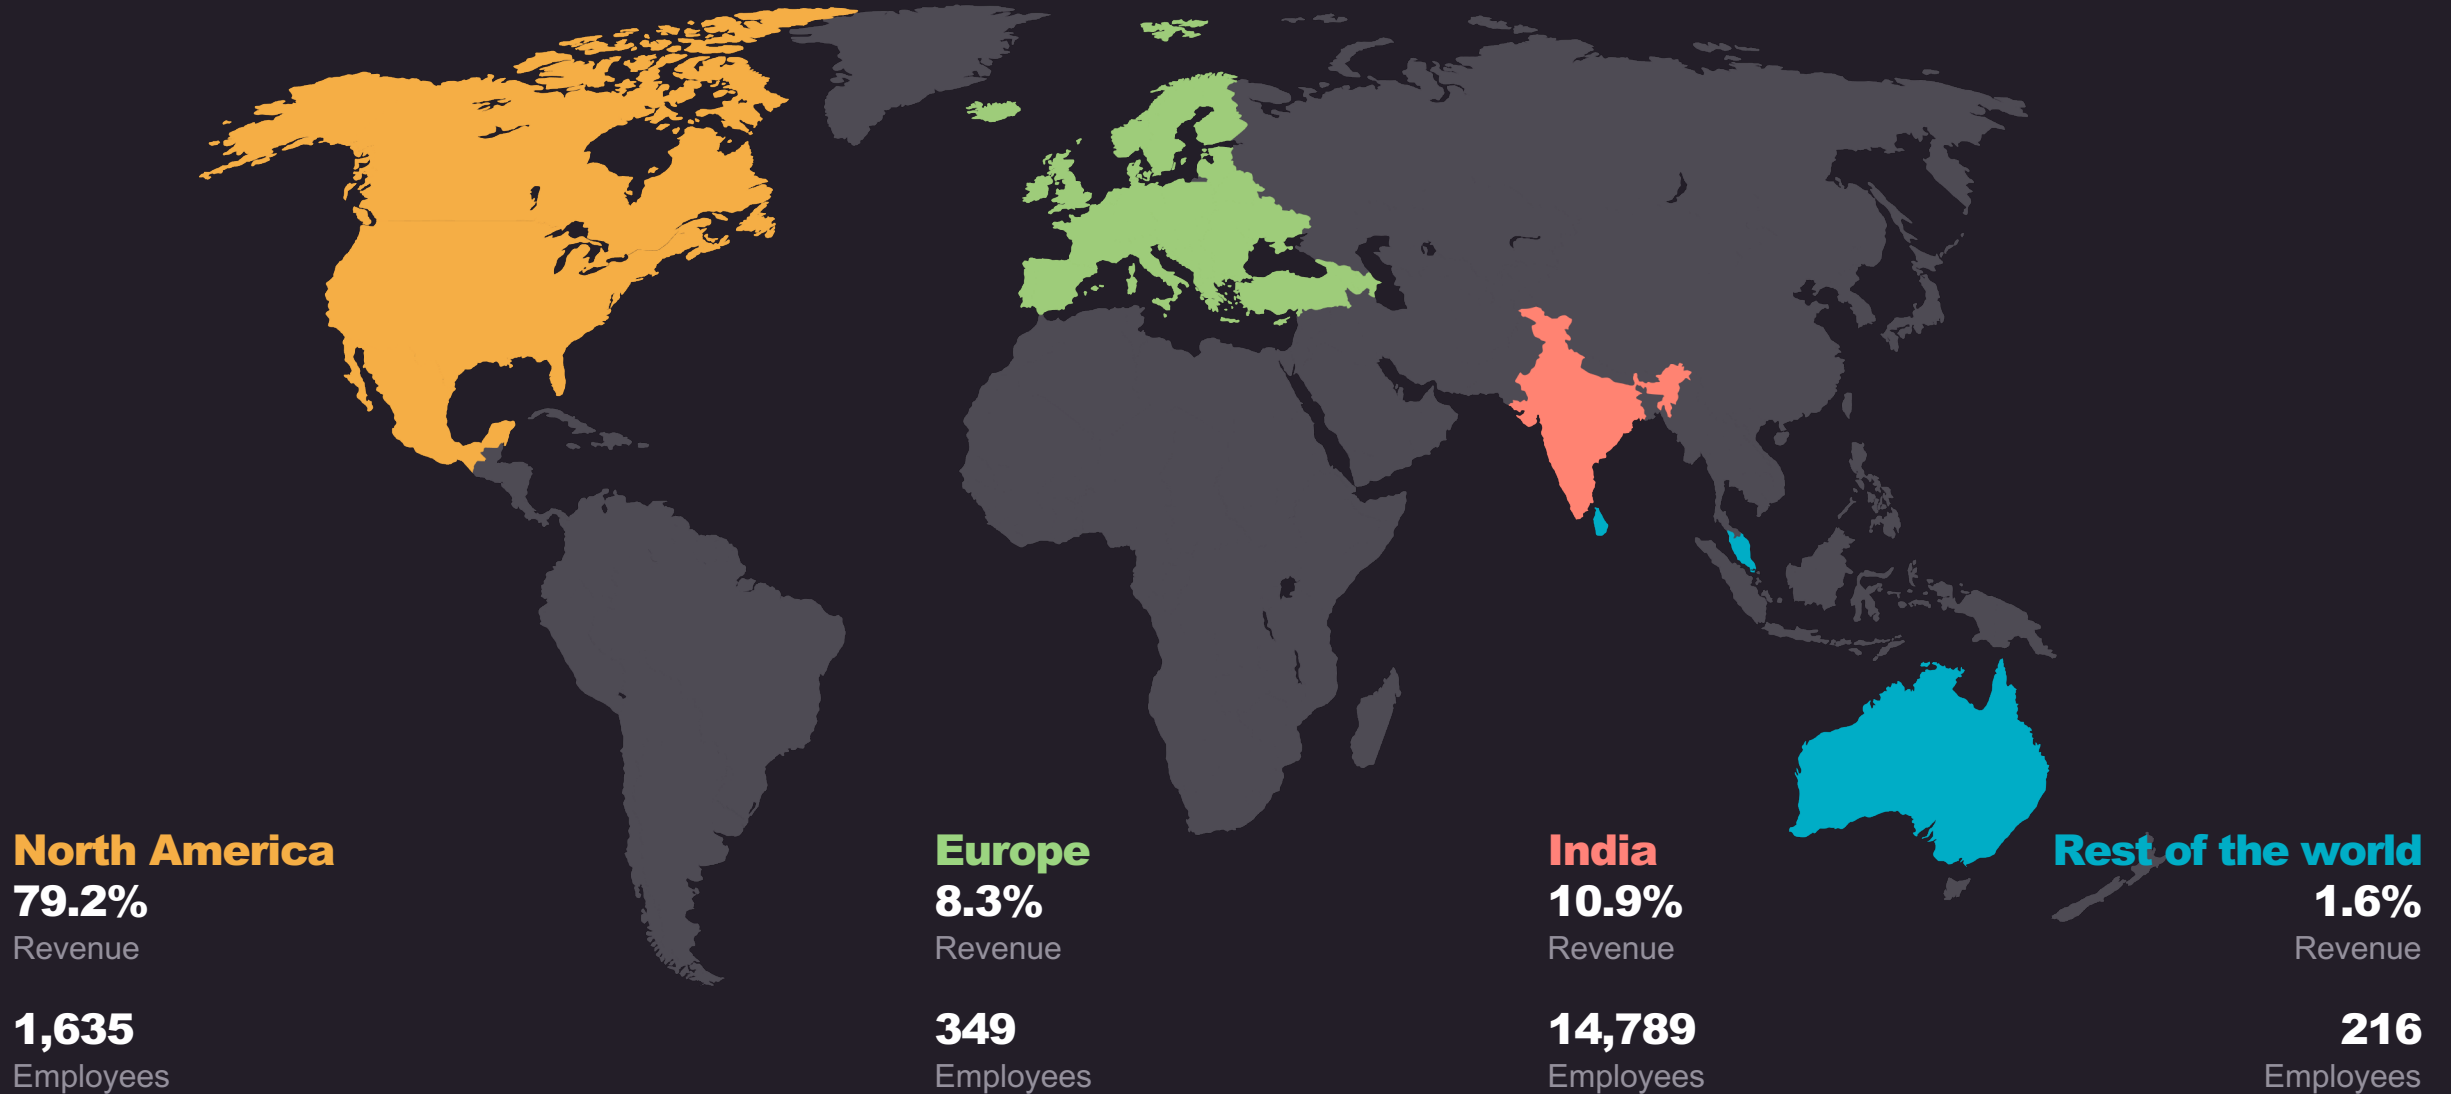 North America
79.2%
Revenue
1,635
Employees
Europe
8.3%
Revenue
349
Employees
India
10.9%
Revenue
14,789
Employees
Rest of the world
1.6%
Revenue
216
Employees